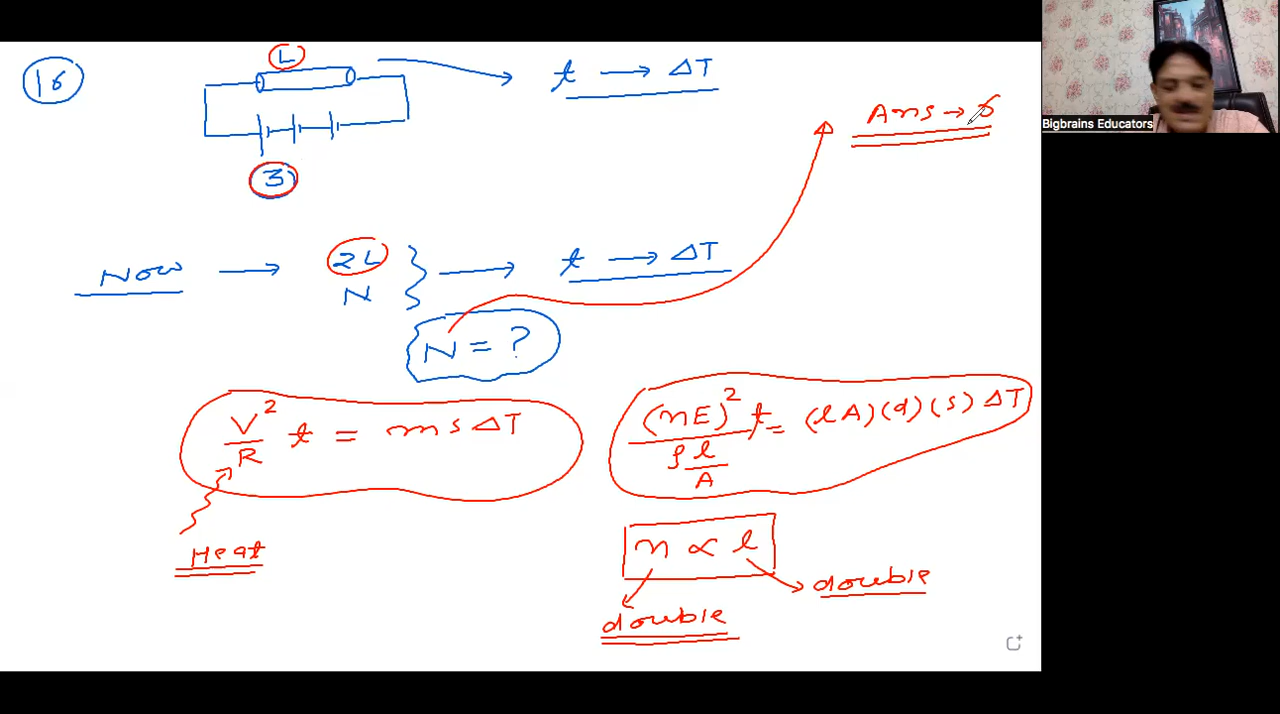 16
L
t → ΔT
3
Ans → 6
Bigbrains Educators
Now → 2L
N
→ t → ΔT
N = ?
V²/R t = m s ΔT
Heat
(nE)²/(ρ l/A) t = (lA)(d)(s) ΔT
n ∝ l
double
double